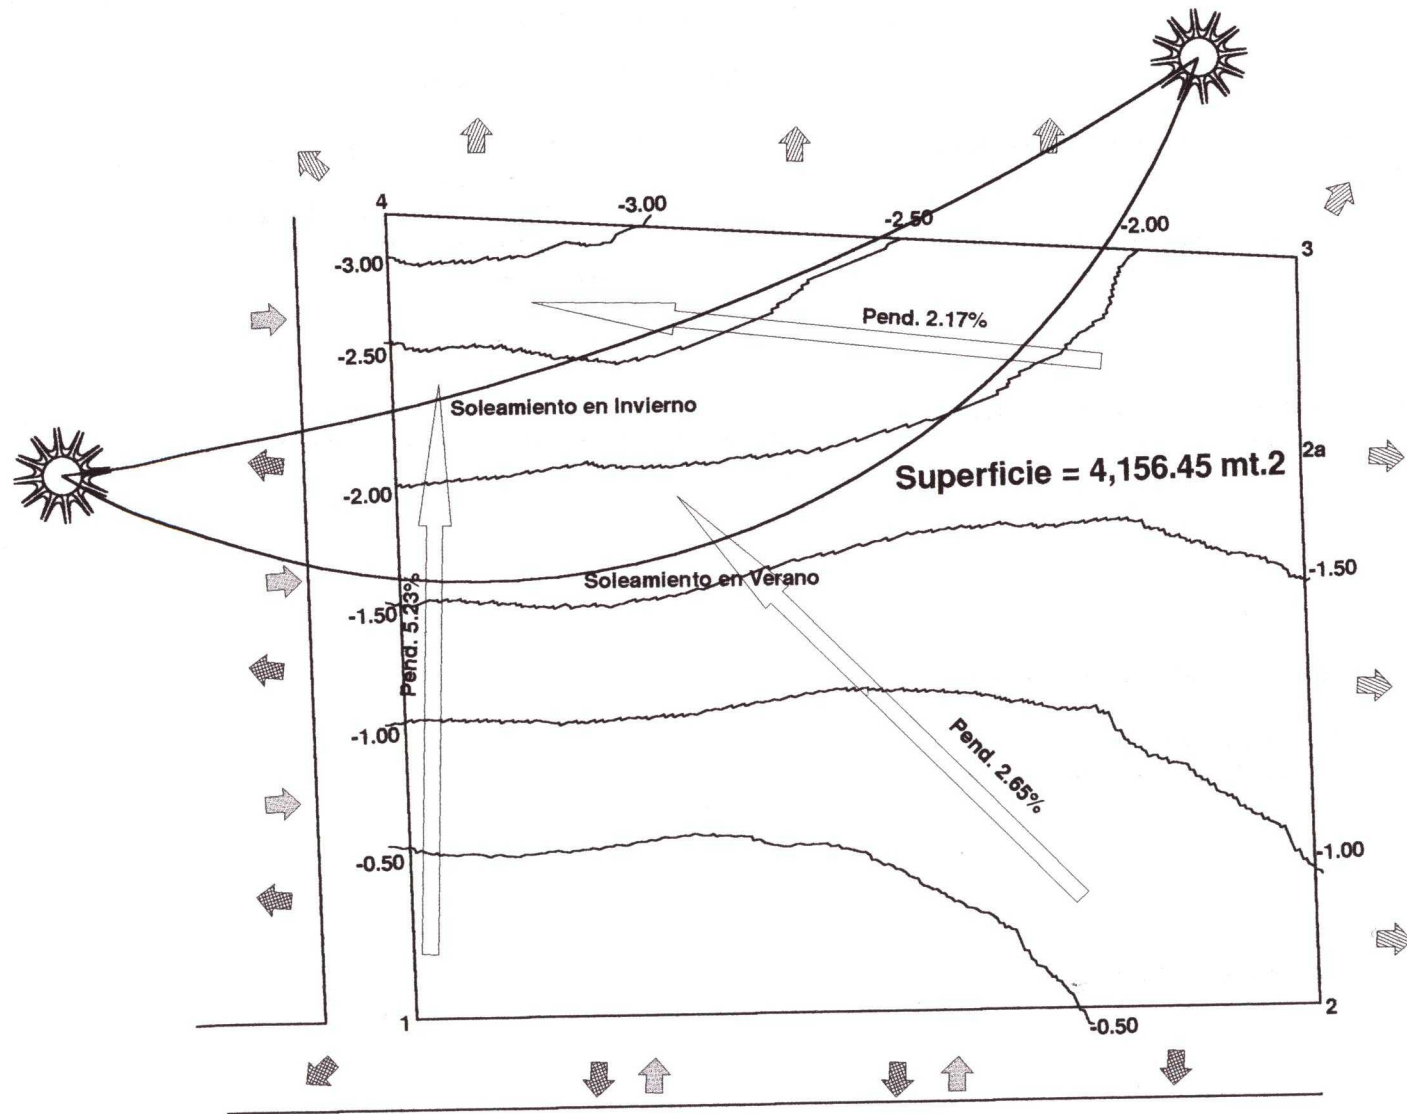 4
-3.00
-2.50
-2.00
3
-3.00
Pend. 2.17%
-2.50
Soleamiento en Invierno
2a
Superficie = 4,156.45 mt.2
-2.00
-1.50
Soleamiento en Verano
-1.50
Pend. 5.23%
-1.00
Pend. 2.65%
-0.50
-1.00
1
2
-0.50